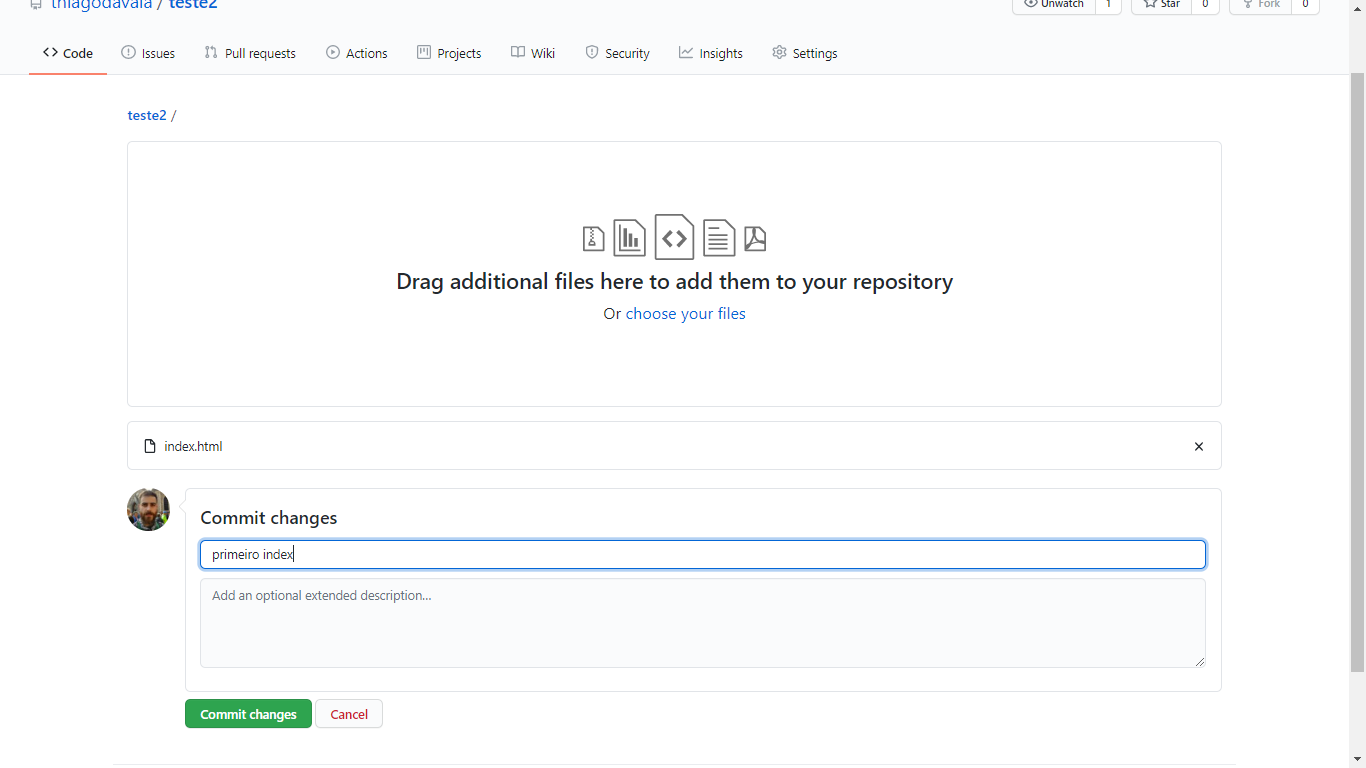 thiagodavala / teste2
Unwatch 1 Star 0 Fork 0
Code Issues Pull requests Actions Projects Wiki Security Insights Settings
teste2 /
Drag additional files here to add them to your repository
Or choose your files
index.html
Commit changes
primeiro index
Add an optional extended description...
Commit changes Cancel